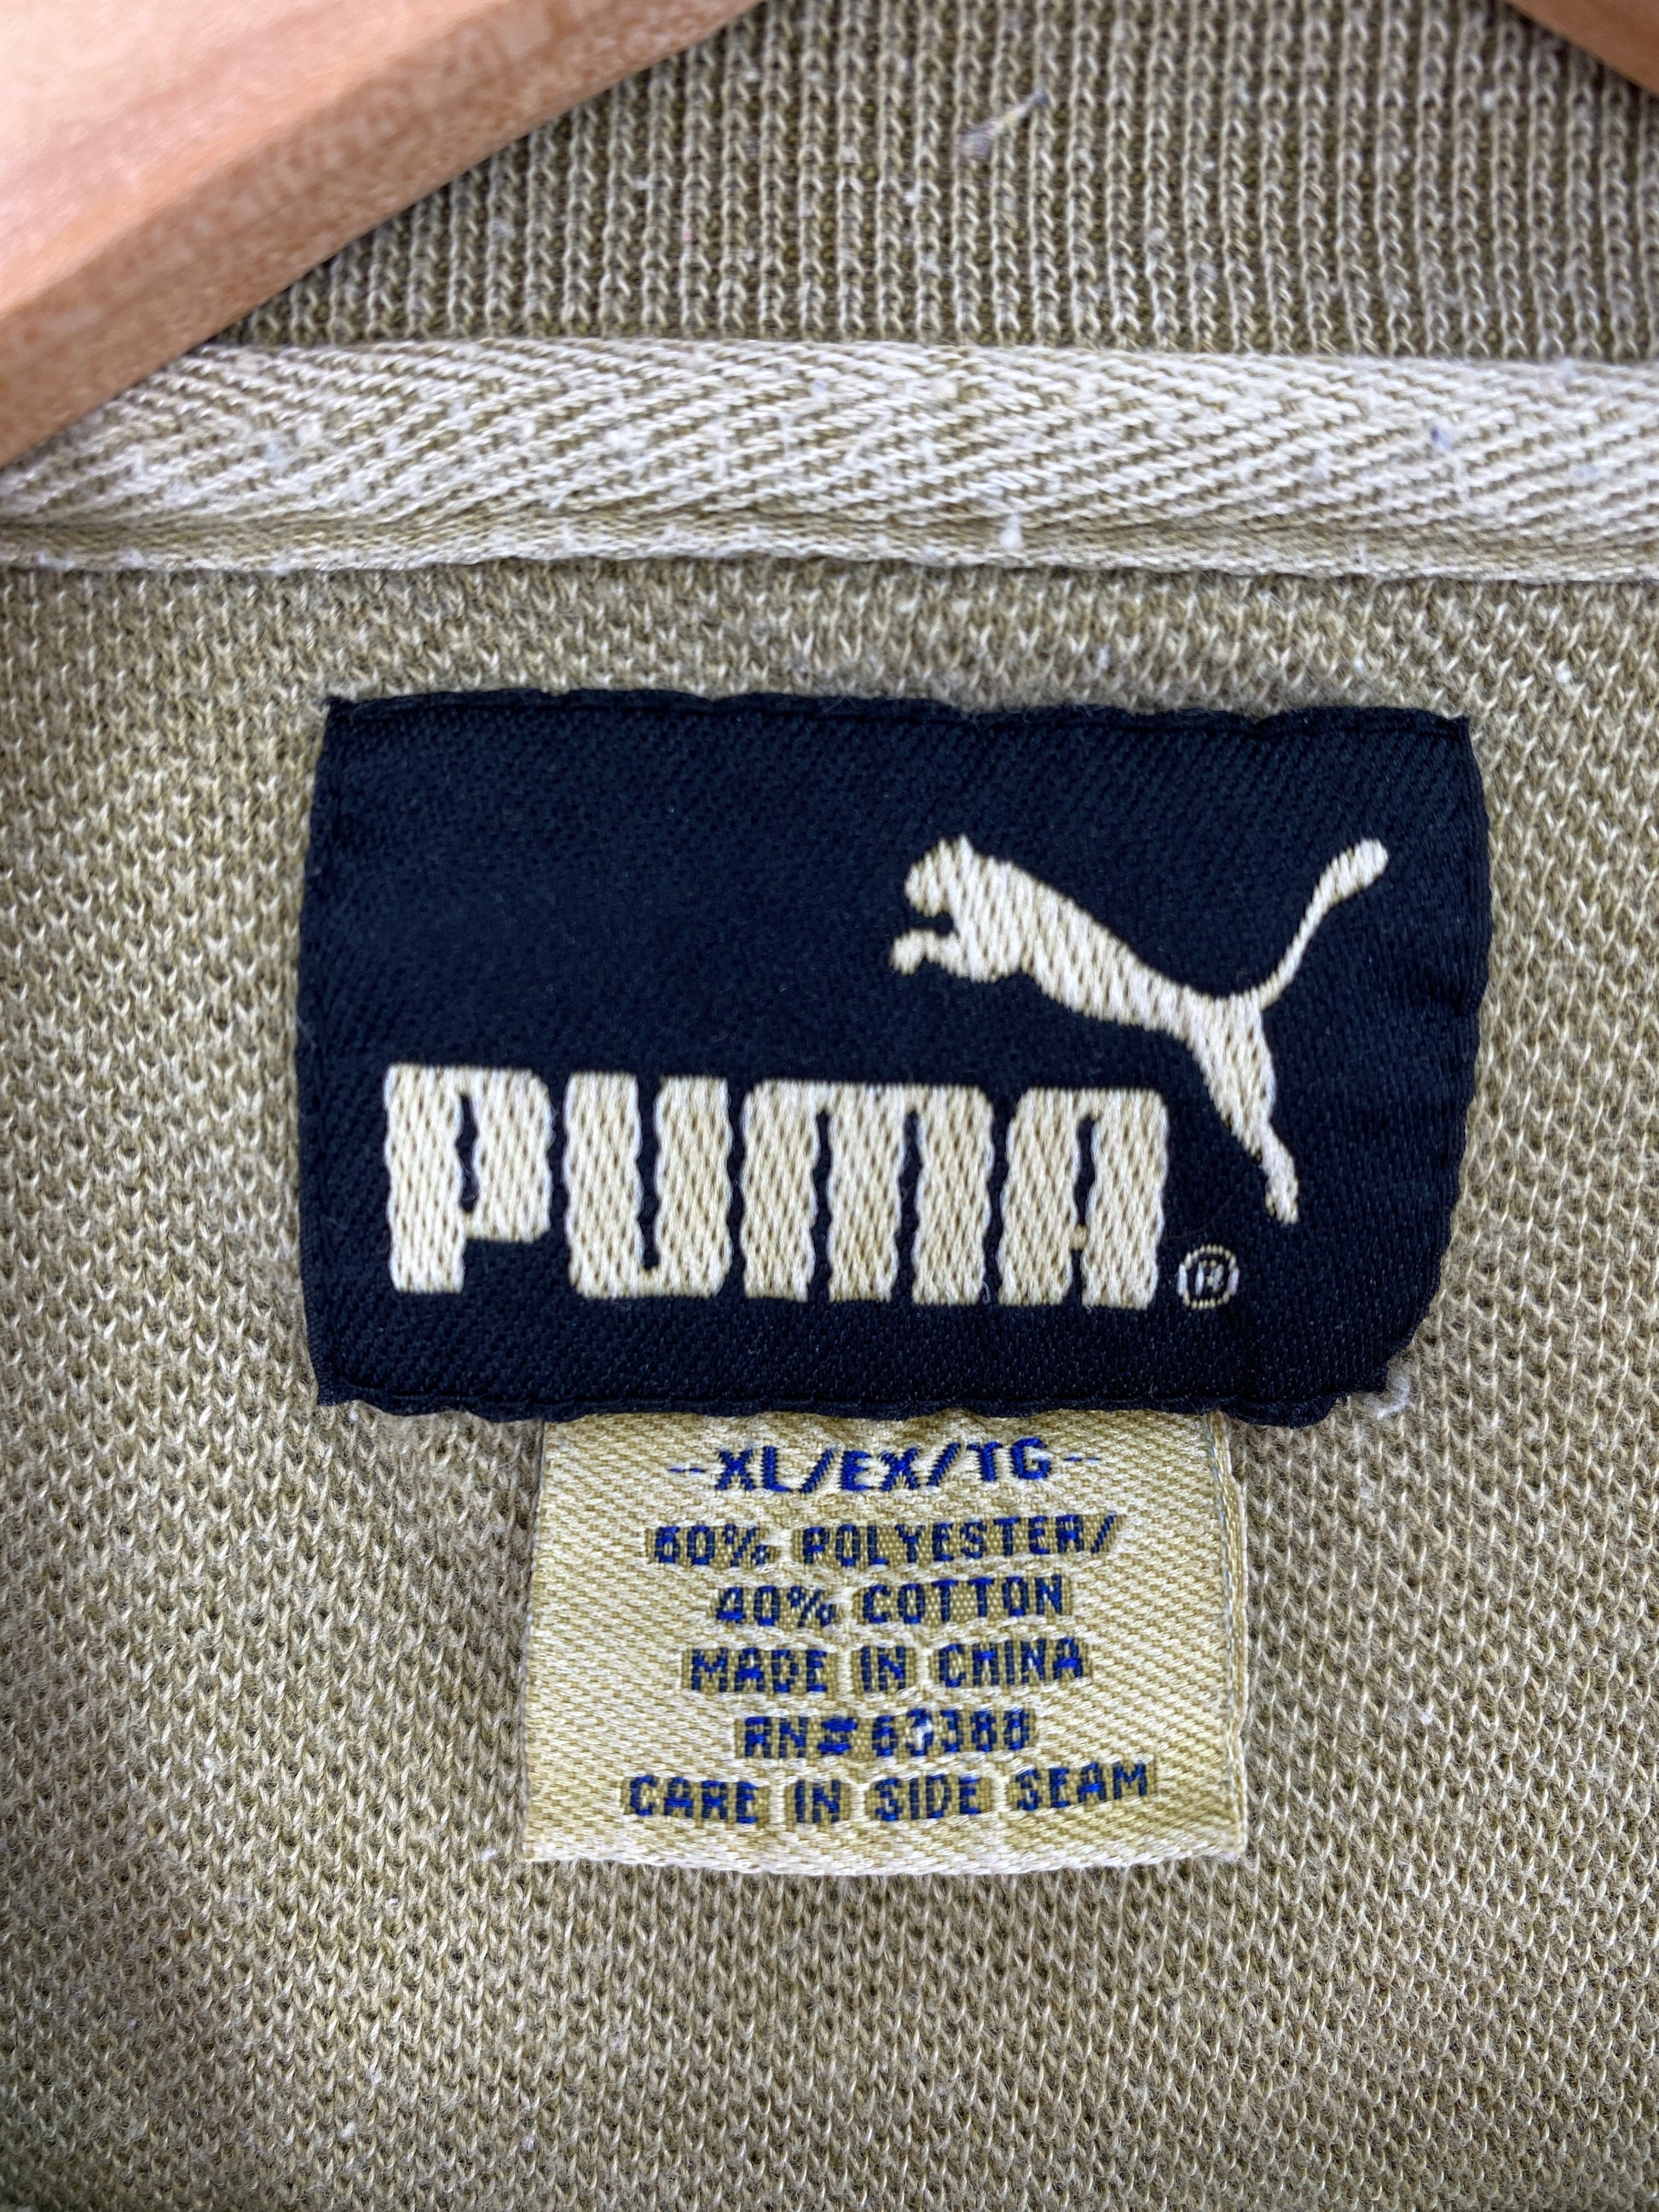 PUMA®
-XL/EX/TG-
60% POLYESTER/
40% COTTON
MADE IN CHINA
RN# 63388
CARE IN SIDE SEAM